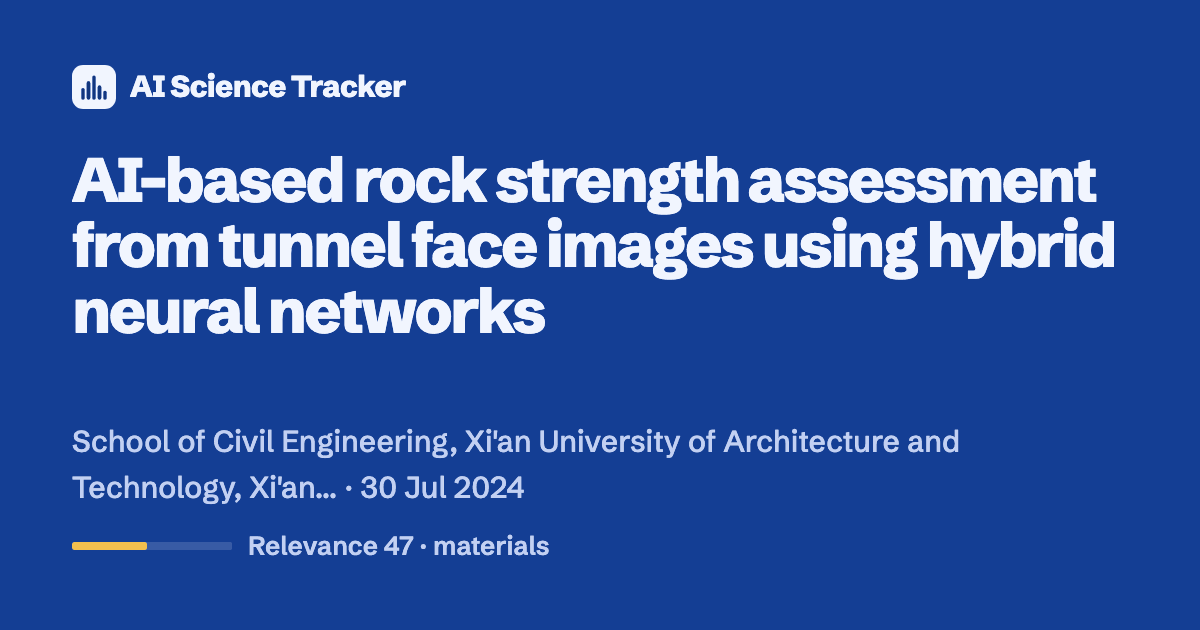 AI Science Tracker
AI-based rock strength assessment
from tunnel face images using hybrid
neural networks
School of Civil Engineering, Xi'an University of Architecture and
Technology, Xi'an... · 30 Jul 2024
Relevance 47 · materials